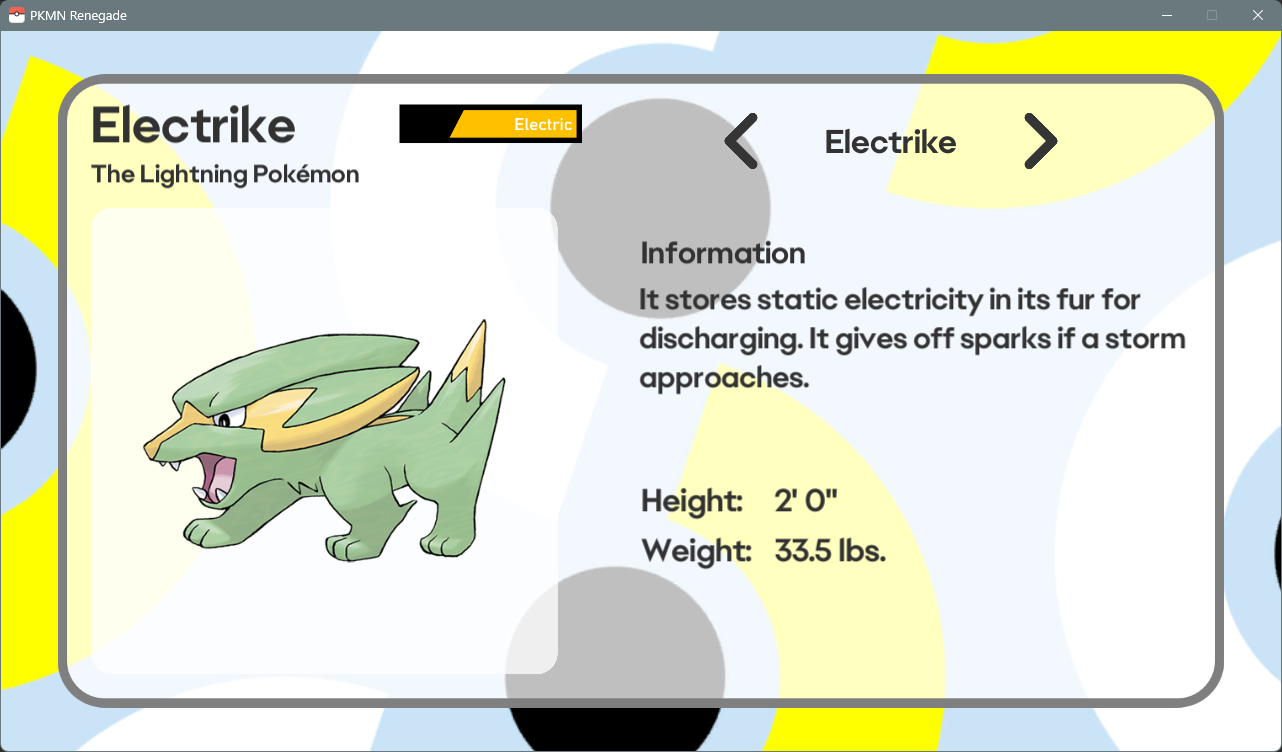 PKMN Renegade
Electrike
Electric
The Lightning Pokémon
Electrike
Information
It stores static electricity in its fur for
discharging. It gives off sparks if a storm
approaches.
Height: 2' 0"
Weight: 33.5 lbs.